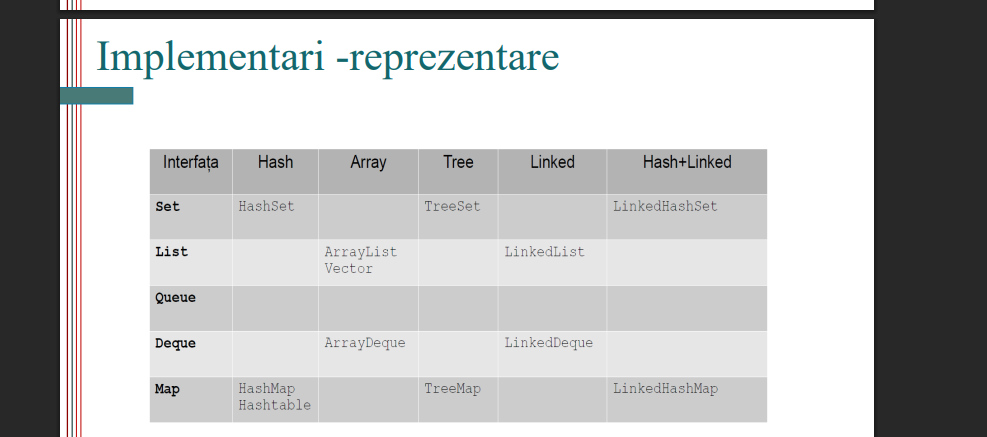 Implementari -reprezentare
Interfața Hash Array Tree Linked Hash+Linked
Set HashSet TreeSet LinkedHashSet
List ArrayList LinkedList
Vector
Queue
Deque ArrayDeque LinkedDeque
Map HashMap TreeMap LinkedHashMap
Hashtable